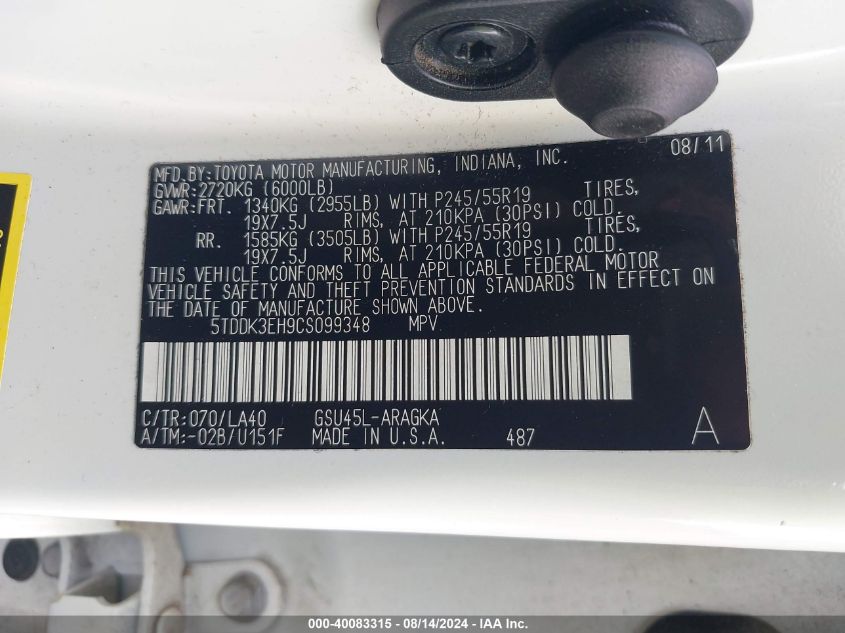 MFD. BY: TOYOTA MOTOR MANUFACTURING, INDIANA, INC. 08/11
GVWR: 2720KG (6000LB)
GAWR: FRT. 1340KG (2955LB) WITH P245/55R19 TIRES,
19X7.5J RIMS, AT 210KPA (30PSI) COLD.
RR. 1585KG (3505LB) WITH P245/55R19 TIRES,
19X7.5J RIMS, AT 210KPA (30PSI) COLD.
THIS VEHICLE CONFORMS TO ALL APPLICABLE FEDERAL MOTOR
VEHICLE SAFETY AND THEFT PREVENTION STANDARDS IN EFFECT ON
THE DATE OF MANUFACTURE SHOWN ABOVE.
5TDDK3EH9CS099348 MPV
C/TR: 070/LA40 GSU45L-ARAGKA
A/TM: -02B/U151F MADE IN U.S.A. 487 A
000-40083315 - 08/14/2024 - IAA Inc.